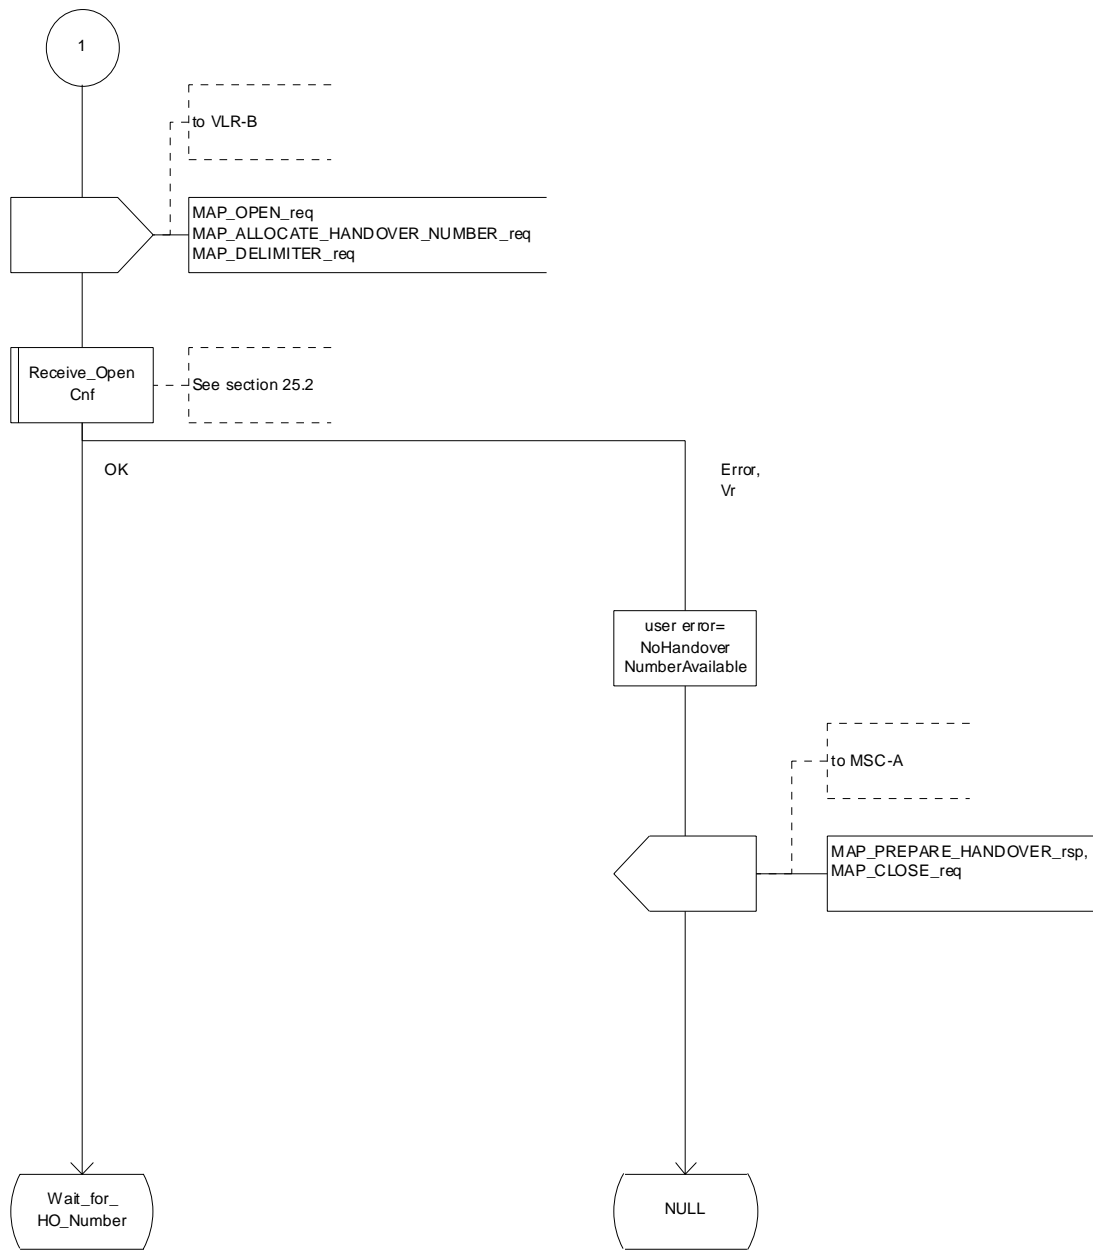 1
to VLR-B
MAP_OPEN_req
MAP_ALLOCATE_HANDOVER_NUMBER_req
MAP_DELIMITER_req
Receive_Open
Cnf
See section 25.2
OK
Error,
Vr
user error=
NoHandover
NumberAvailable
to MSC-A
MAP_PREPARE_HANDOVER_rsp,
MAP_CLOSE_req
Wait_for_
HO_Number
NULL